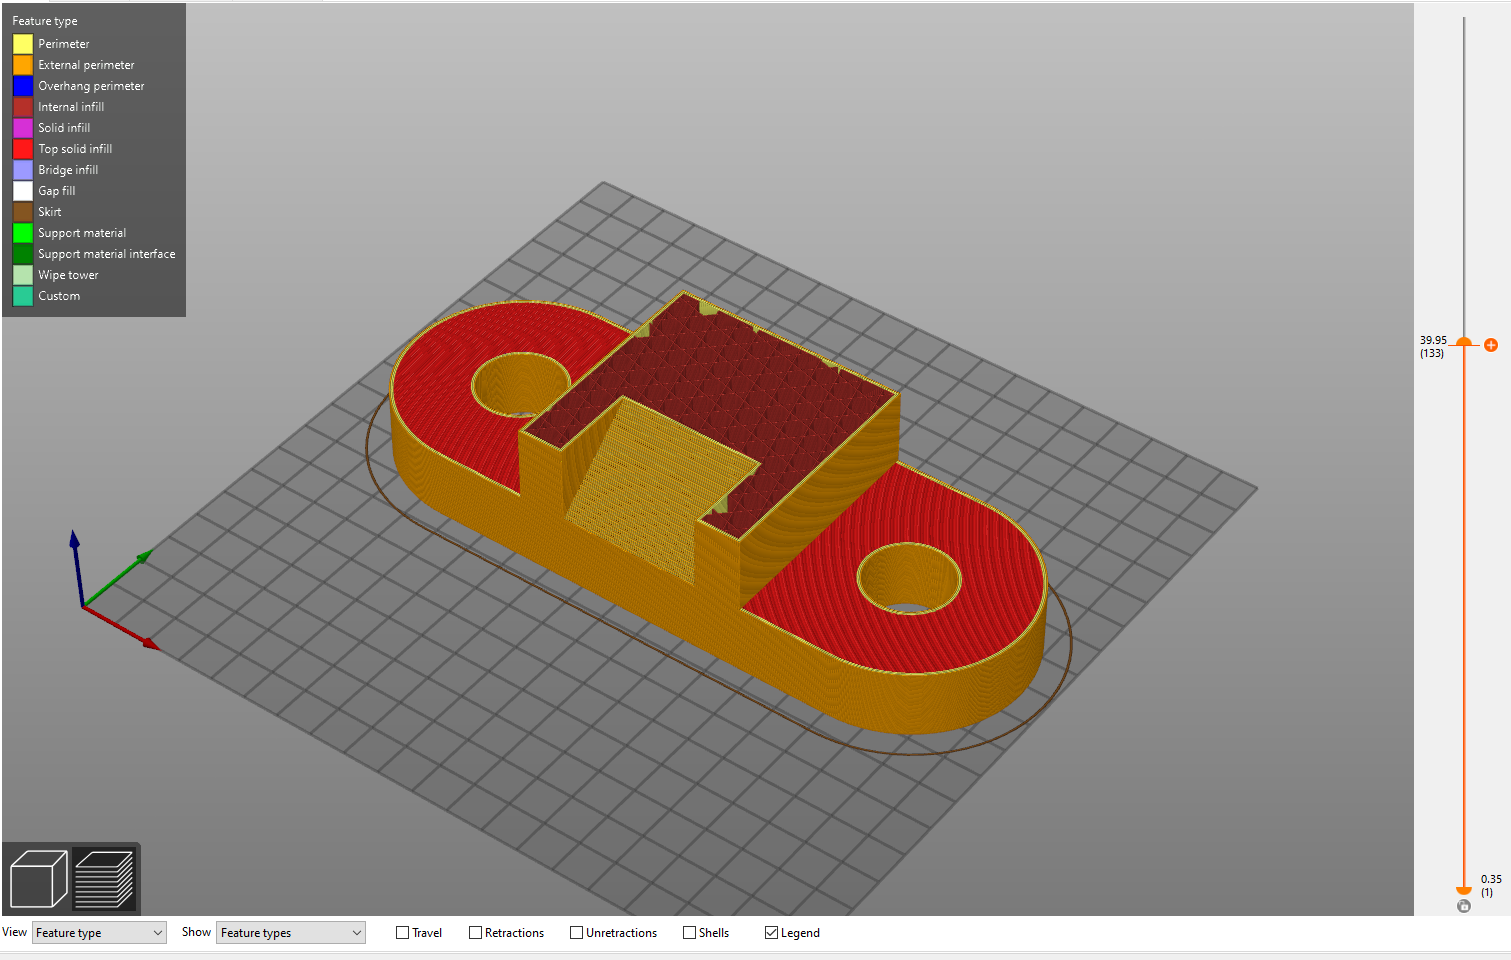 Feature type
Perimeter
External perimeter
Overhang perimeter
Internal infill
Solid infill
Top solid infill
Bridge infill
Gap fill
Skirt
Support material
Support material interface
Wipe tower
Custom
39.95
(133)
0.35
(1)
View Feature type Show Feature types Travel Retractions Unretractions Shells Legend